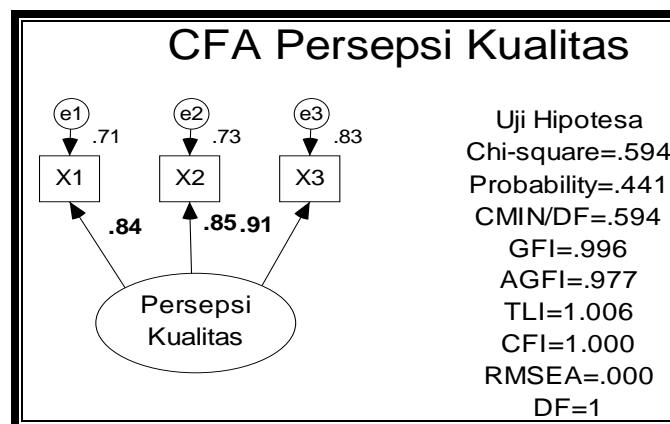 CFA Persepsi Kualitas
e1
e2
e3
.71
.73
.83
X1
X2
X3
.84
.85
.91
Persepsi
Kualitas
Uji Hipotesa
Chi-square=.594
Probability=.441
CMIN/DF=.594
GFI=.996
AGFI=.977
TLI=1.006
CFI=1.000
RMSEA=.000
DF=1